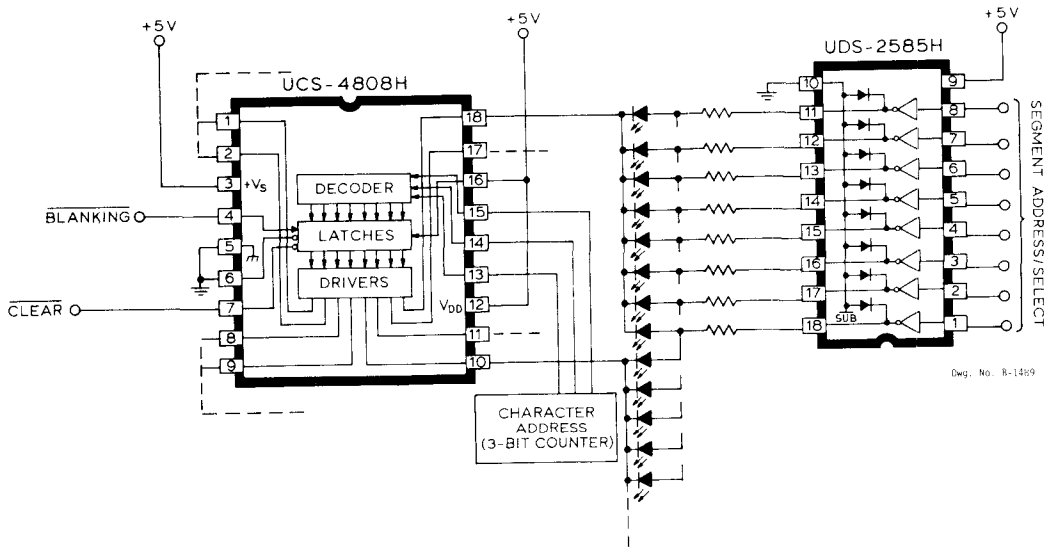 +5V
+5V
+5V
UCS-4808H
UDS-2585H
1
2
3
4
5
6
7
8
9
18
17
16
15
14
13
12
11
10
+VS
VDD
DECODER
LATCHES
DRIVERS
BLANKING
CLEAR
CHARACTER
ADDRESS
(3-BIT COUNTER)
10
11
12
13
14
15
16
17
18
9
8
7
6
5
4
3
2
1
SUB
SEGMENT ADDRESS/SELECT
Dwg. No. B-1489